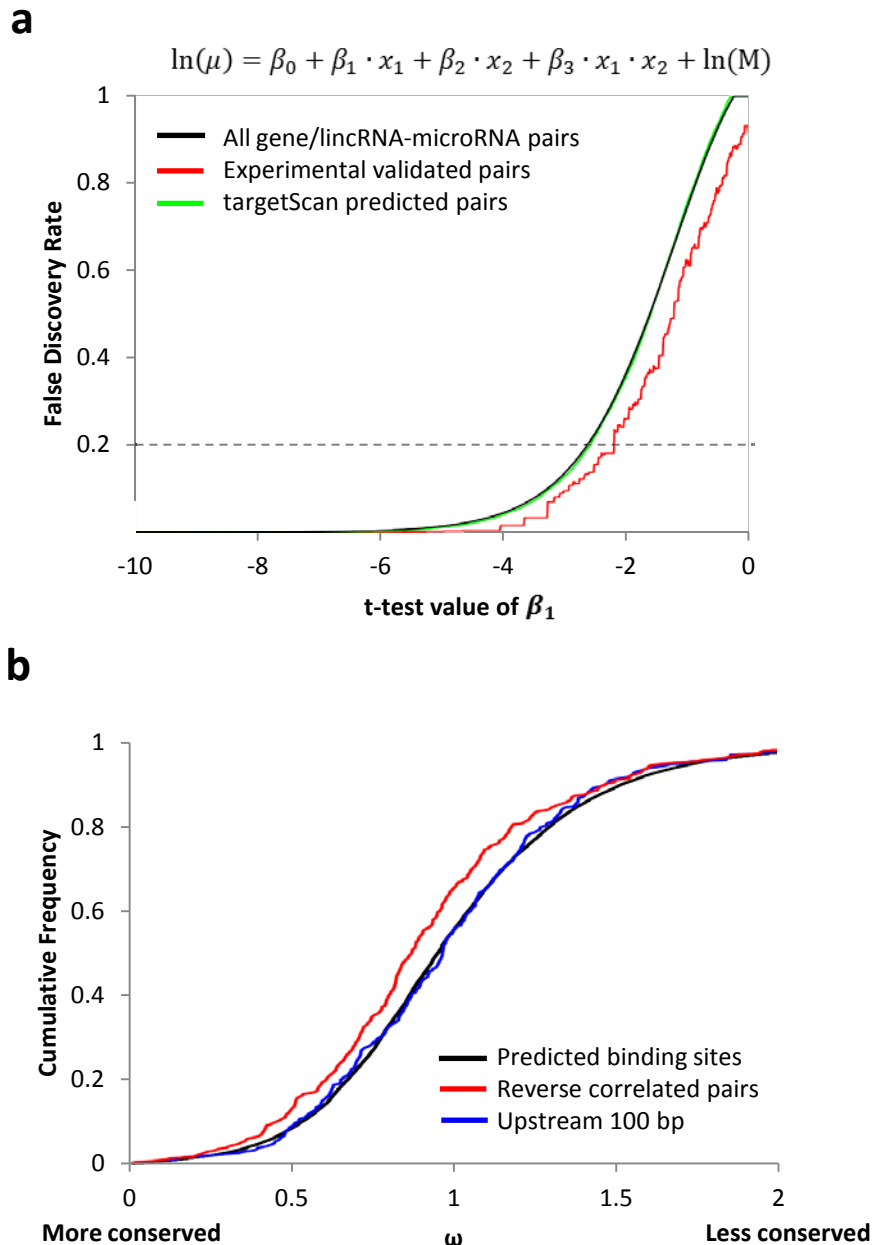 a
ln(μ) = β₀ + β₁ · x₁ + β₂ · x₂ + β₃ · x₁ · x₂ + ln(M)
1
0.8
0.6
0.4
0.2
False Discovery Rate
All gene/lincRNA-microRNA pairs
Experimental validated pairs
targetScan predicted pairs
-10 -8 -6 -4 -2 0
t-test value of β₁
b
1
0.8
0.6
0.4
0.2
0
Cumulative Frequency
Predicted binding sites
Reverse correlated pairs
Upstream 100 bp
0 0.5 1 1.5 2
More conserved ω Less conserved